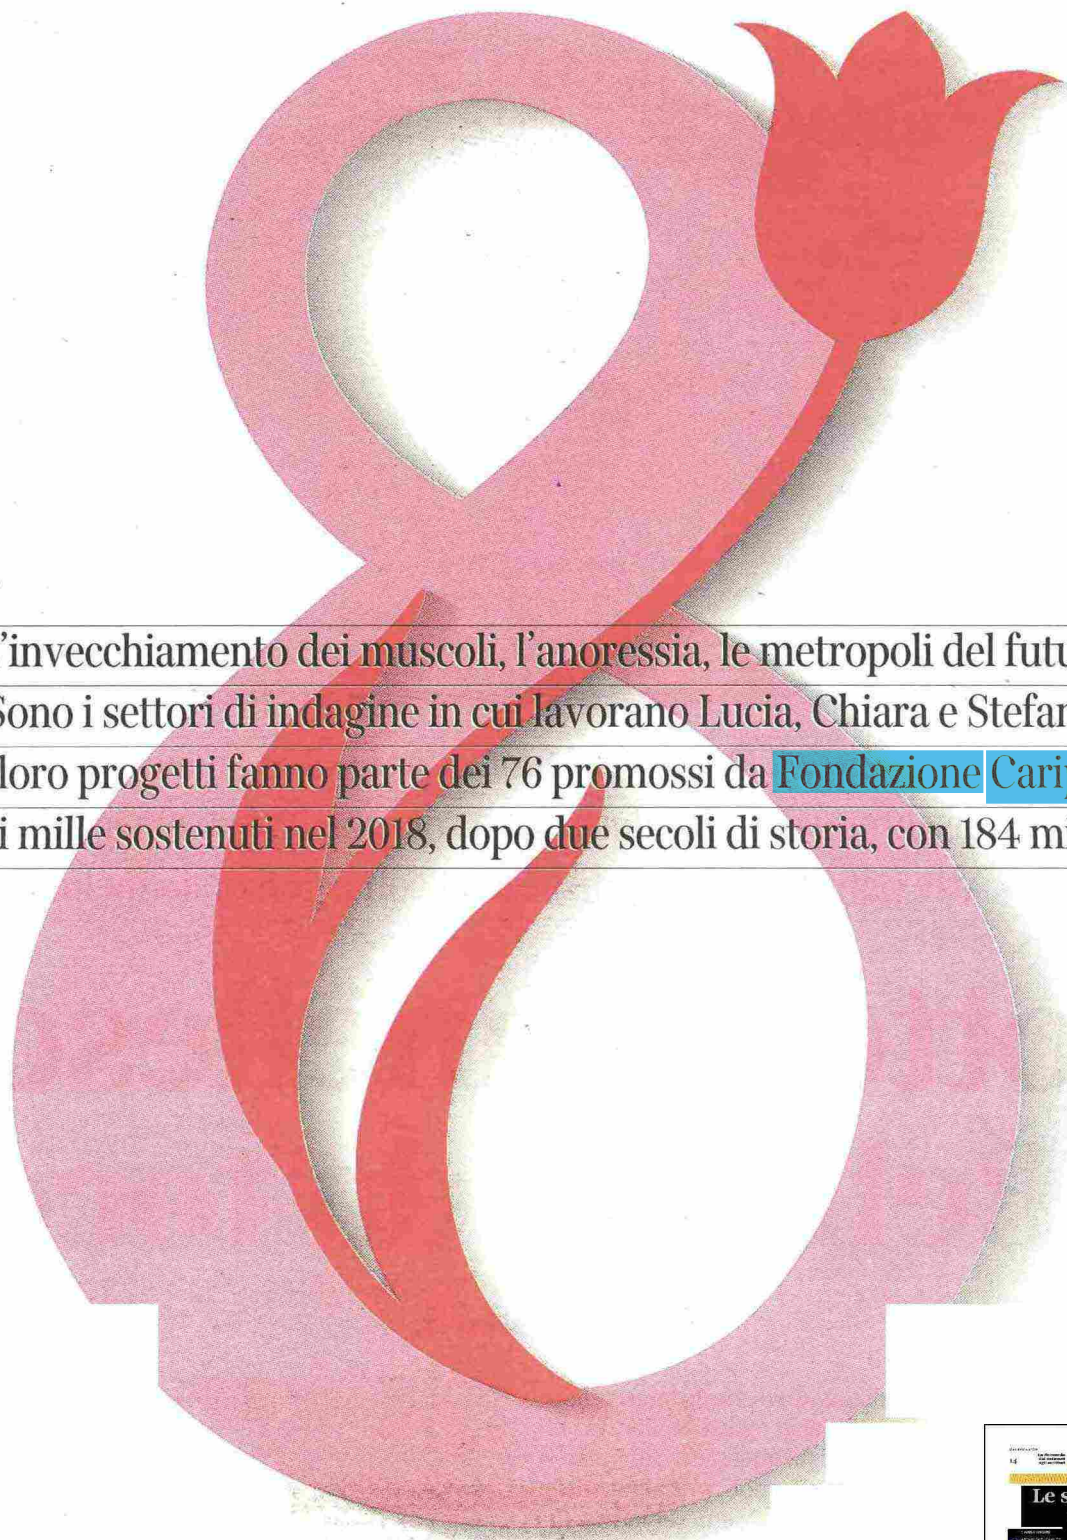 'invecchiamento dei muscoli, l'anoressia, le metropoli del futu
Sono i settori di indagine in cui lavorano Lucia, Chiara e Stefan
loro progetti fanno parte dei 76 promossi da Fondazione Carip
i mille sostenuti nel 2018, dopo due secoli di storia, con 184 mi
14
Le s